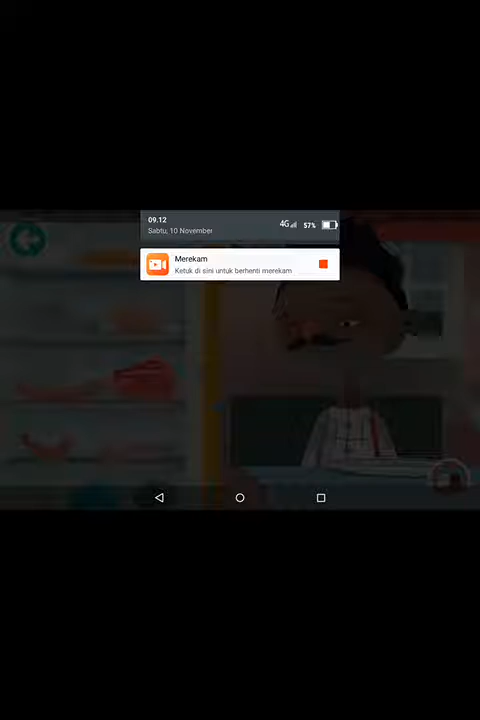 09.12
4G 57%
Sabtu, 10 November
Merekam
Ketuk di sini untuk berhenti merekam